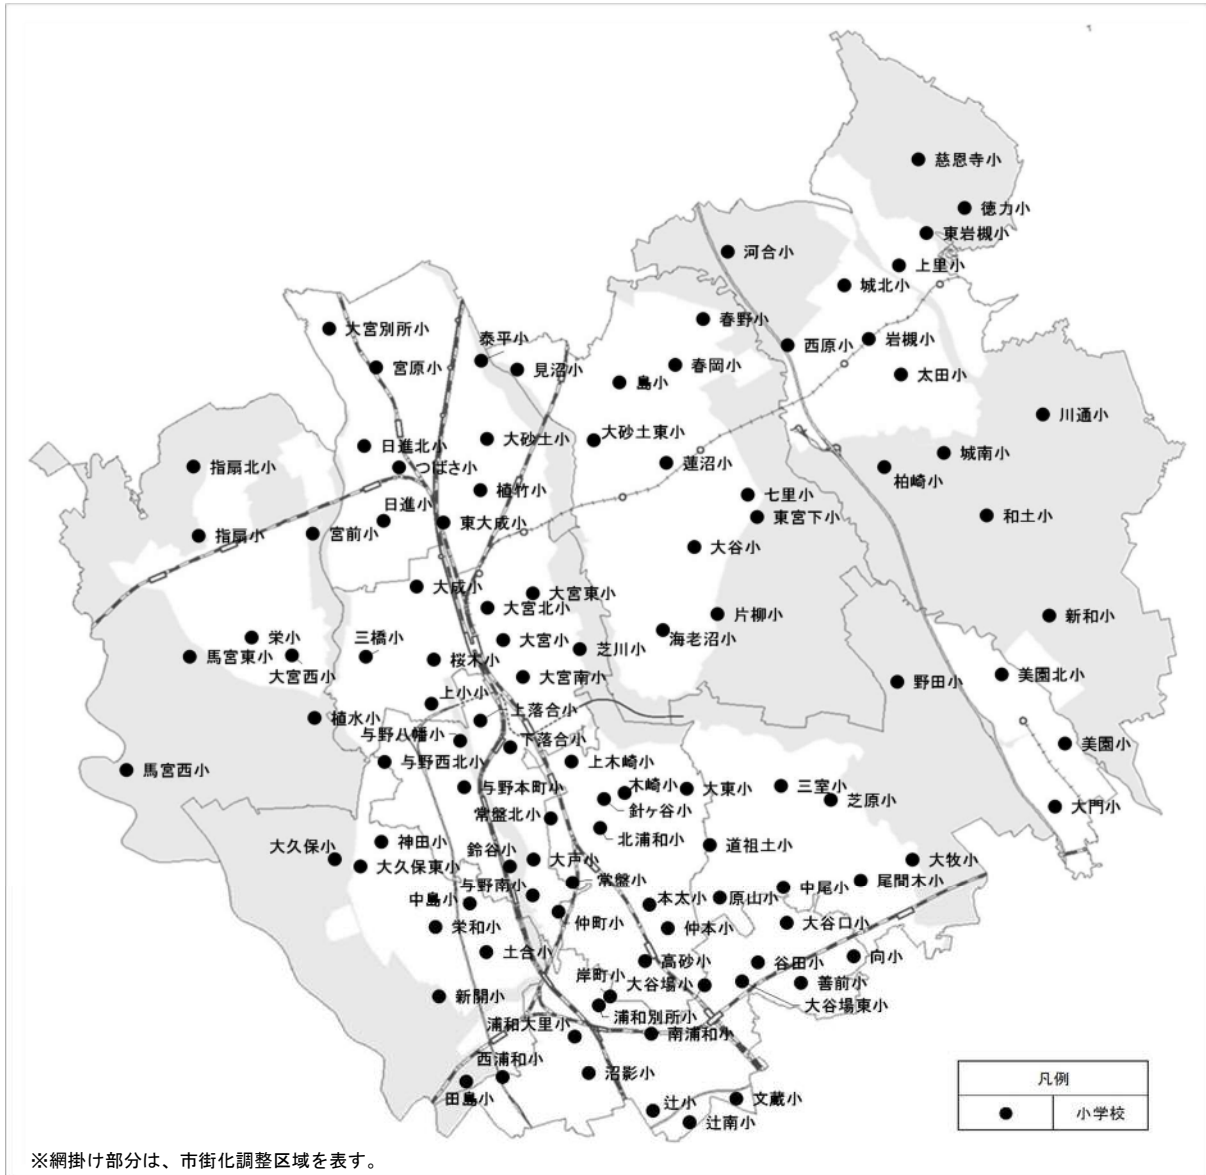 慈恩寺小
徳力小
東岩槻小
河合小
上里小
城北小
春野小
大宮別所小
泰平小
西原小
岩槻小
宮原小
見沼小
春岡小
島小
太田小
川通小
日進北小
大砂土小
大砂土東小
城南小
指扇北小
つばさ小
蓮沼小
柏崎小
植竹小
七里小
日進小
東宮下小
和土小
指扇小
宮前小
東大成小
大谷小
大成小
大宮東小
大宮北小
片柳小
新和小
栄小
三橋小
大宮小
海老沼小
芝川小
馬宮東小
桜木小
大宮西小
大宮南小
野田小
美園北小
上小小
植水小
上落合小
与野八幡小
下落合小
美園小
馬宮西小
与野西北小
上木崎小
与野本町小
木崎小
大東小
三室小
芝原小
大門小
針ヶ谷小
常盤北小
北浦和小
神田小
鈴谷小
道祖土小
大久保小
大久保東小
大戸小
大牧小
常盤小
尾間木小
与野南小
中尾小
中島小
本太小
原山小
仲町小
栄和小
仲本小
大谷口小
土合小
高砂小
谷田小
向小
岸町小
大谷場小
善前小
新開小
大谷場東小
浦和別所小
浦和大里小
南浦和小
西浦和小
沼影小
田島小
文蔵小
辻小
辻南小
凡例
● 小学校
※網掛け部分は、市街化調整区域を表す。